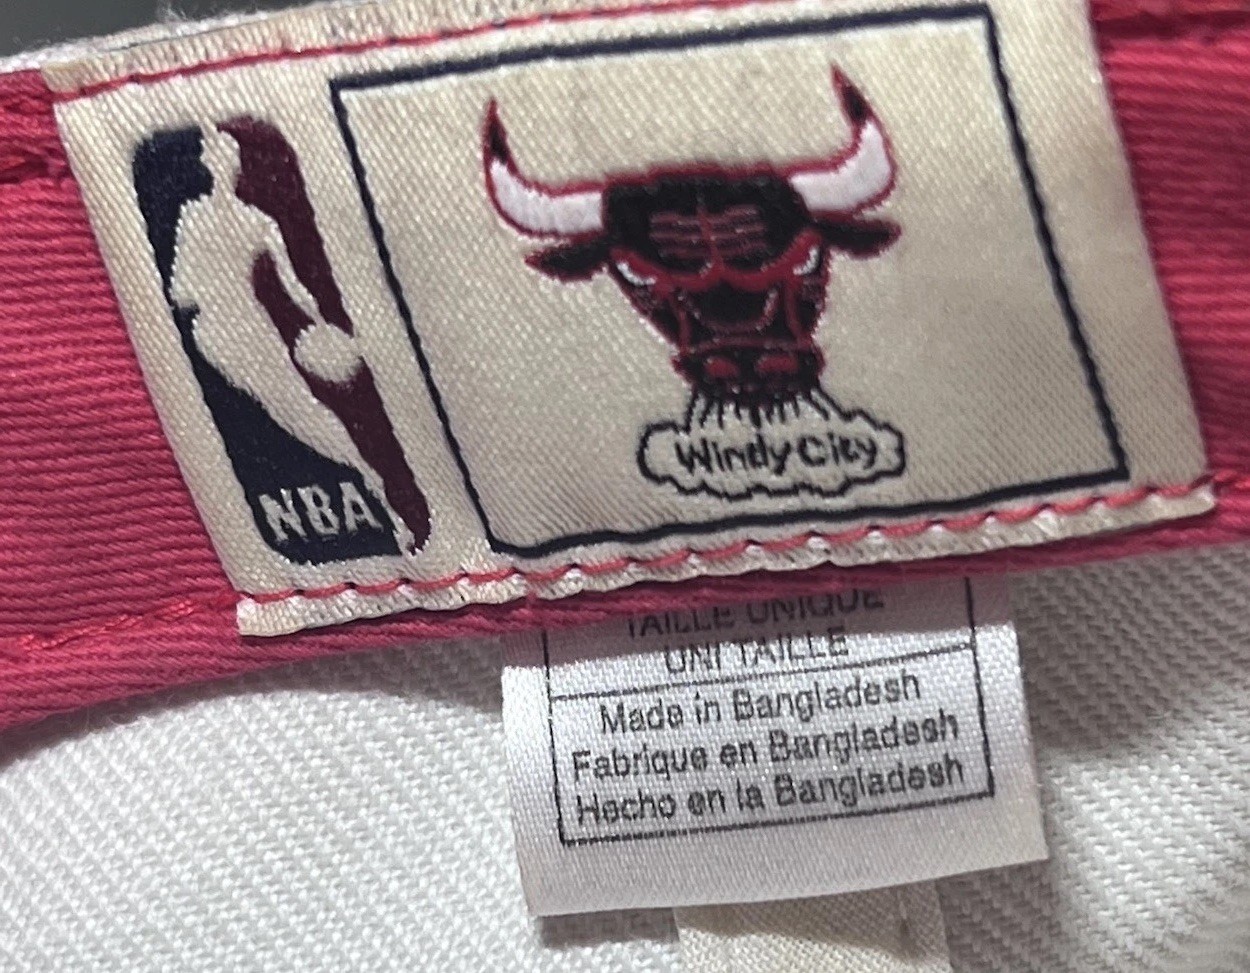 NBA
Windy City
TAILLE UNIQUE
UNI TAILLE
Made in Bangladesh
Fabrique en Bangladesh
Hecho en la Bangladesh